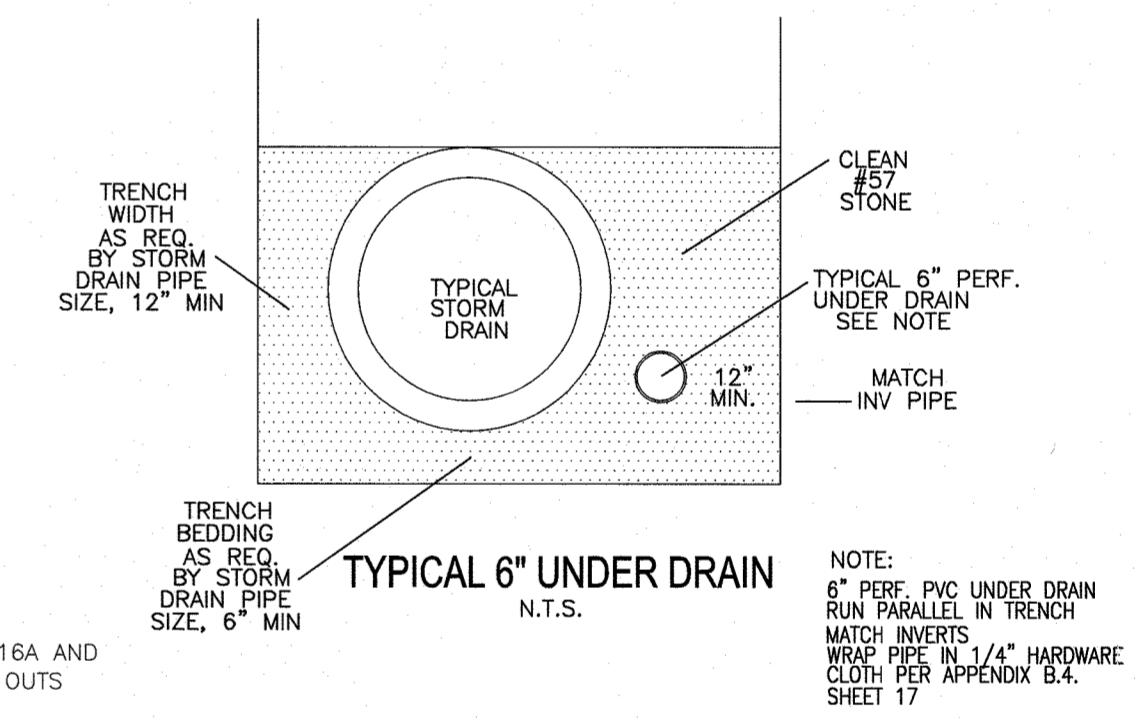 TRENCH
WIDTH
AS REQ.
BY STORM
DRAIN PIPE
SIZE, 12" MIN
TYPICAL
STORM
DRAIN
CLEAN
#57
STONE
TYPICAL 6" PERF.
UNDER DRAIN
SEE NOTE
12"
MIN.
MATCH
INV PIPE
TRENCH
BEDDING
AS REQ.
BY STORM
DRAIN PIPE
SIZE, 6" MIN
TYPICAL 6" UNDER DRAIN
N.T.S.
NOTE:
6" PERF. PVC UNDER DRAIN
RUN PARALLEL IN TRENCH
MATCH INVERTS
WRAP PIPE IN 1/4" HARDWARE
CLOTH PER APPENDIX B.4.
SHEET 17
16A AND
OUTS